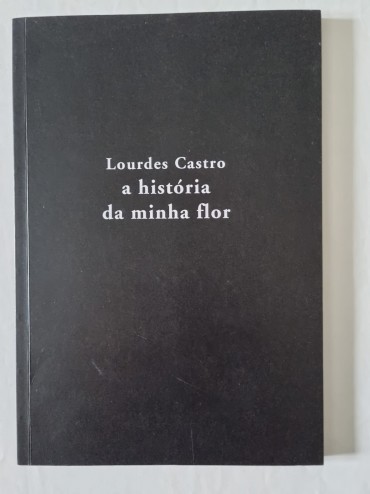 Lourdes Castro
a história
da minha flor